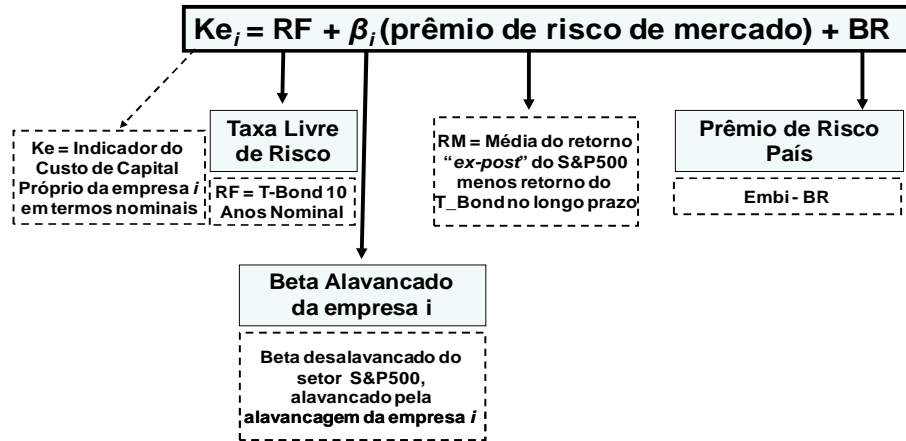 Ke i = RF + β i (prêmio de risco de mercado) + BR
Ke = Indicador do
Custo de Capital
Próprio da empresa i
em termos nominais
Taxa Livre
de Risco
RF = T-Bond 10
Anos Nominal
RM = Média do retorno
“ex-post” do S&P500
menos retorno do
T_Bond no longo prazo
Prêmio de Risco
País
Embi - BR
Beta Alavancado
da empresa i
Beta desalavancado do
setor S&P500,
alavancado pela
alavancagem da empresa i